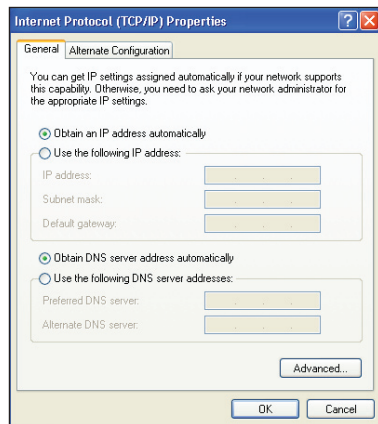 Internet Protocol (TCP/IP) Properties
General
Alternate Configuration
You can get IP settings assigned automatically if your network supports
this capability. Otherwise, you need to ask your network administrator for
the appropriate IP settings.
Obtain an IP address automatically
Use the following IP address:
IP address:
Subnet mask:
Default gateway:
Obtain DNS server address automatically
Use the following DNS server addresses:
Preferred DNS server:
Alternate DNS server:
Advanced...
OK
Cancel